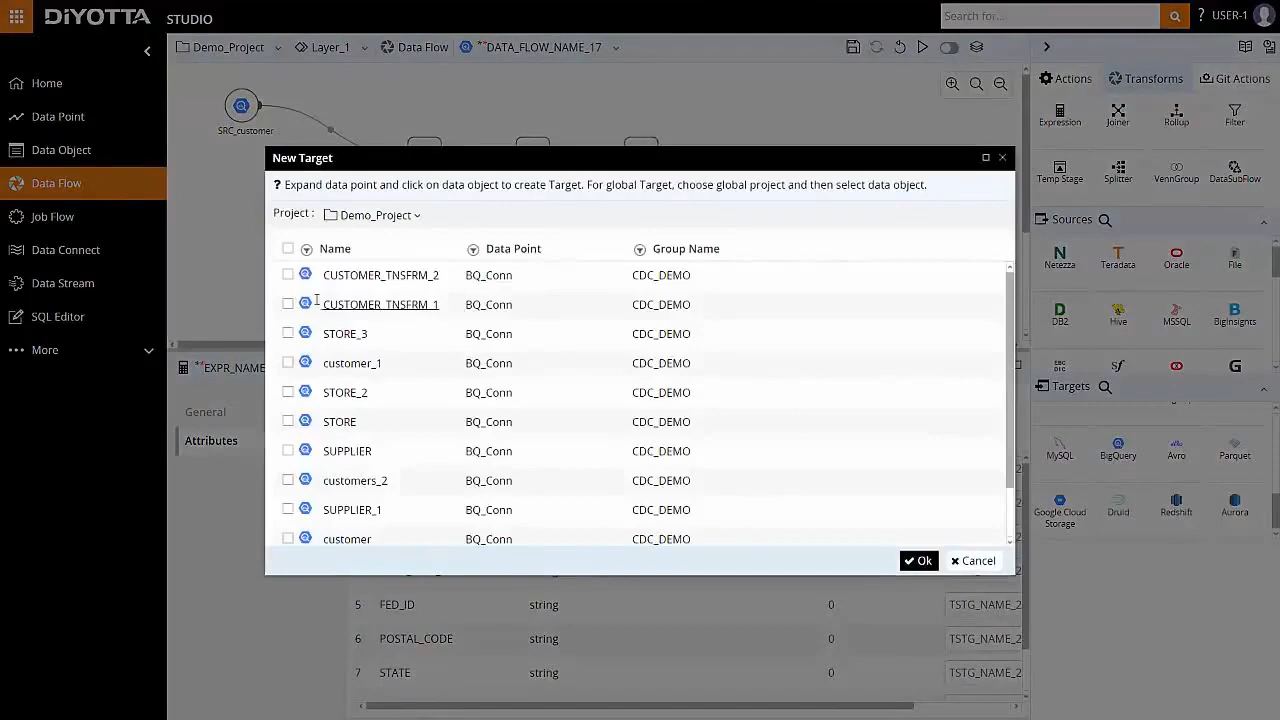 DiYOTTA STUDIO
Search for...
? USER-1
Demo_Project
Layer_1
Data Flow
**DATA_FLOW_NAME_17
Home
Data Point
Data Object
Data Flow
Job Flow
Data Connect
Data Stream
SQL Editor
More
SRC_customer
Actions
Transforms
Git Actions
Expression
Joiner
Rollup
Filter
Temp Stage
Splitter
VennGroup
DataSubFlow
Sources
Netezza
Teradata
Oracle
File
DB2
Hive
MSSQL
BigInsights
Targets
MySQL
BigQuery
Avro
Parquet
Google Cloud Storage
Druid
Redshift
Aurora
New Target
? Expand data point and click on data object to create Target. For global Target, choose global project and then select data object.
Project : Demo_Project
Name Data Point Group Name
CUSTOMER_TNSFRM_2 BQ_Conn CDC_DEMO
CUSTOMER_TNSFRM_1 BQ_Conn CDC_DEMO
STORE_3 BQ_Conn CDC_DEMO
customer_1 BQ_Conn CDC_DEMO
STORE_2 BQ_Conn CDC_DEMO
STORE BQ_Conn CDC_DEMO
SUPPLIER BQ_Conn CDC_DEMO
customers_2 BQ_Conn CDC_DEMO
SUPPLIER_1 BQ_Conn CDC_DEMO
customer BQ_Conn CDC_DEMO
Ok
Cancel
**EXPR_NAME
General
Attributes
5 FED_ID string 0 TSTG_NAME_2
6 POSTAL_CODE string 0 TSTG_NAME_2
7 STATE string 0 TSTG_NAME_2